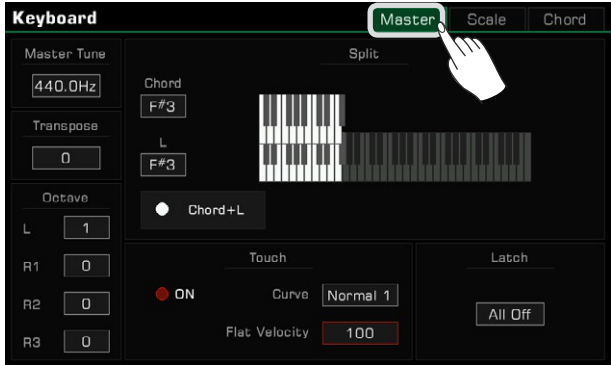 Keyboard
Master Scale Chord
Master Tune
440.0Hz
Transpose
0
Octave
L 1
R1 0
R2 0
R3 0
Split
Chord
F#3
L
F#3
Chord+L
Touch
ON Curve Normal 1
Flat Velocity 100
Latch
All Off